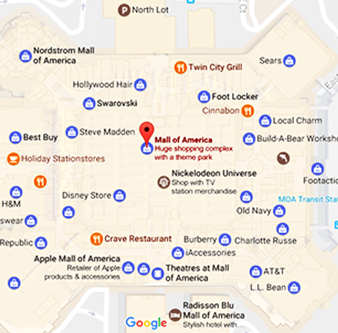 North Lot
Nordstrom Mall
of America
Twin City Grill
Sears
Hollywood Hair
Swarovski
Foot Locker
Cinnabon
Local Charm
Best Buy
Steve Madden
Mall of America
Huge shopping complex
with a theme park
Build-A-Bear Worksho
Holiday Stationstores
Nickelodeon Universe
Shop with TV
station merchandise
Footactio
H&M
Disney Store
MOA Transit Stat
swear
Old Navy
Republic
Crave Restaurant
Burberry
Charlotte Russe
iAccessories
Apple Mall of America
Retailer of Apple
products & accessories
Theatres at Mall
of America
AT&T
L.L. Bean
Radisson Blu
Mall of America
Stylish hotel with...
Google